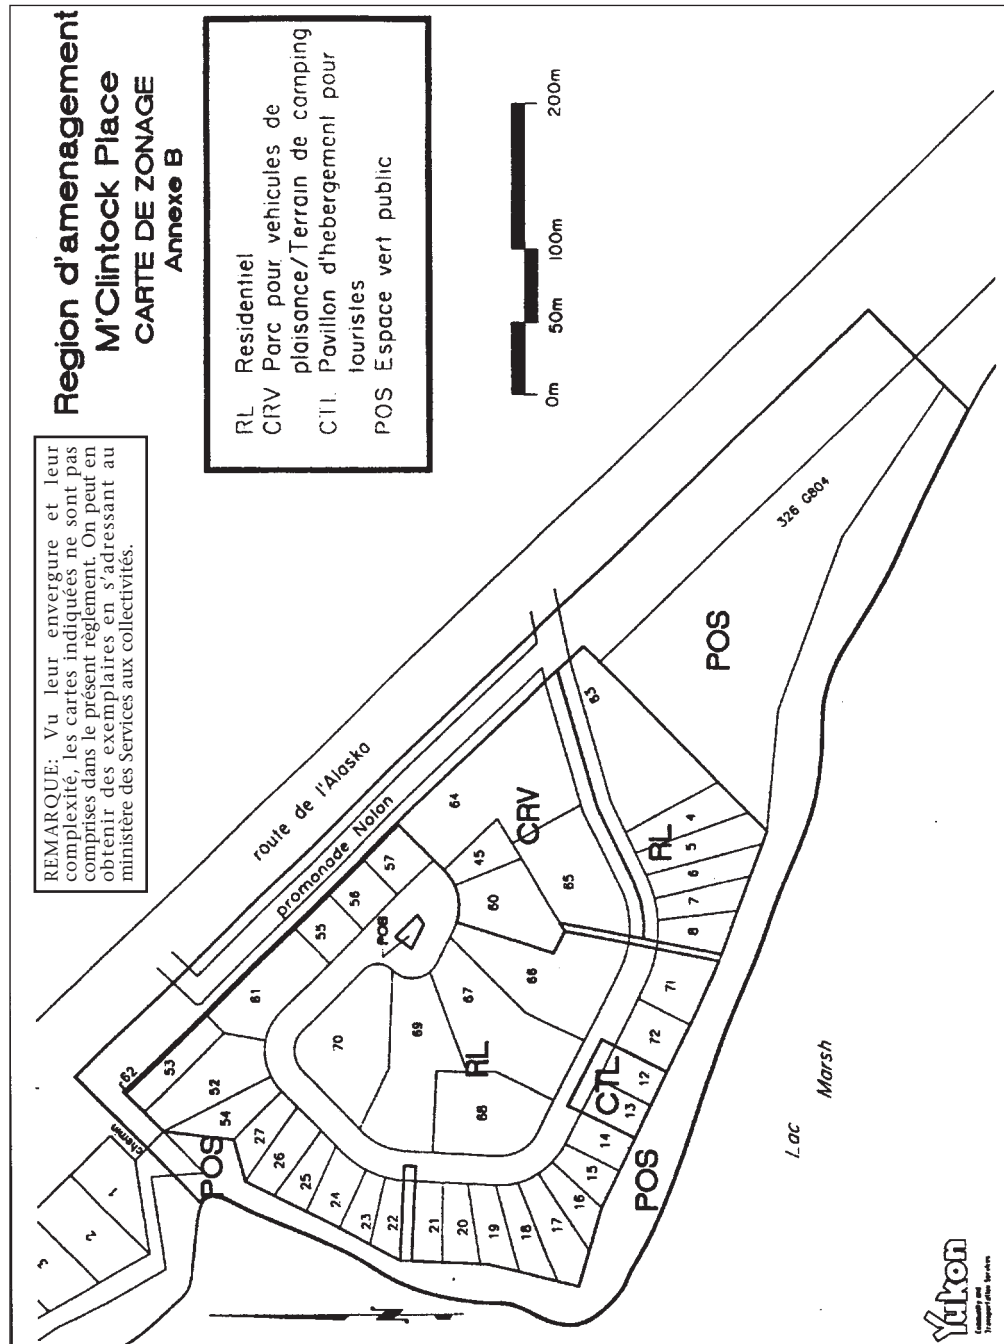 Region d'amenagement
M'Clintock Place
CARTE DE ZONAGE
Annexe B
REMARQUE: Vu leur envergure et leur
complexité, les cartes indiquées ne sont pas
comprises dans le présent règlement. On peut en
obtenir des exemplaires en s'adressant au
ministère des Services aux collectivités.
RL Residentiel
CRV Parc pour vehicules de
plaisance/Terrain de camping
CTL Pavillon d'hebergement pour
touristes
POS Espace vert public
0m 50m 100m 200m
route de l'Alaska
promonade Nolan
chemin
326 G804
POS
POS
POS
POS
CRV
RL
RL
CTL
Lac Marsh
1
2
3
r62
53
52
54
61
55
56
57
64
45
60
65
63
4
5
6
7
8
71
72
12
13
14
15
16
17
18
19
20
21
22
23
24
25
26
27
66
67
68
69
70
Yukon
Community and
Transportation Services